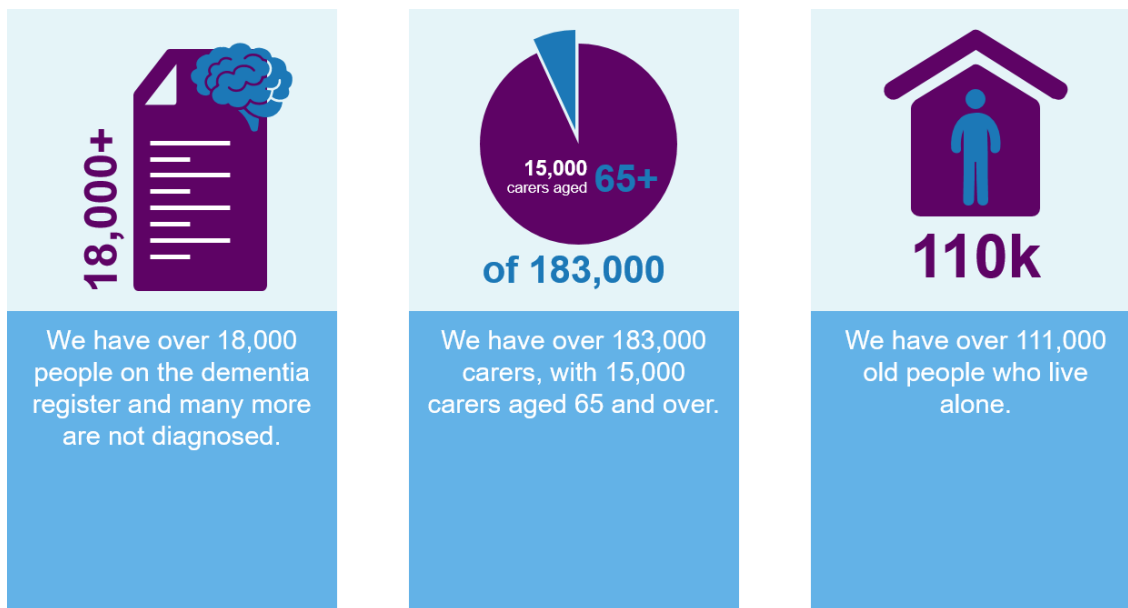 18,000+
We have over 18,000
people on the dementia
register and many more
are not diagnosed.
15,000
carers aged 65+
of 183,000
We have over 183,000
carers, with 15,000
carers aged 65 and over.
110k
We have over 111,000
old people who live
alone.